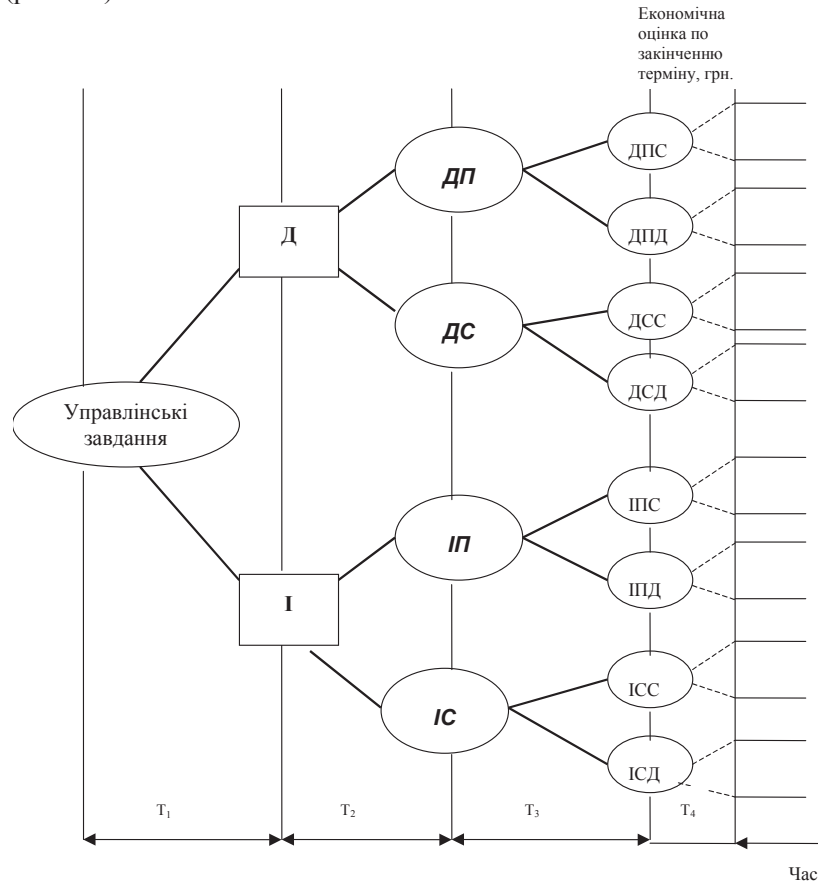 Економічна
оцінка по
закінченню
терміну, грн.
ДПС
ДП
ДПД
Д
ДСС
ДС
ДСД
Управлінські
завдання
ІПС
ІП
ІПД
І
ІСС
ІС
ІСД
Т1
Т2
Т3
Т4
Час